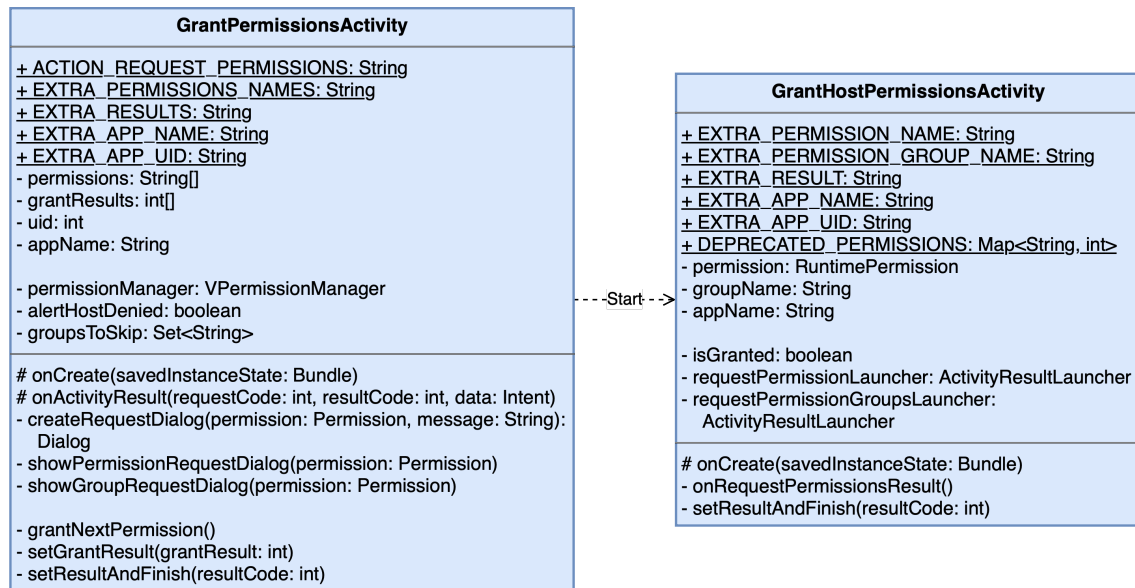 GrantPermissionsActivity
+ ACTION_REQUEST_PERMISSIONS: String
+ EXTRA_PERMISSIONS_NAMES: String
+ EXTRA_RESULTS: String
+ EXTRA_APP_NAME: String
+ EXTRA_APP_UID: String
- permissions: String[]
- grantResults: int[]
- uid: int
- appName: String
- permissionManager: VPermissionManager
- alertHostDenied: boolean
- groupsToSkip: Set<String>
# onCreate(savedInstanceState: Bundle)
# onActivityResult(requestCode: int, resultCode: int, data: Intent)
- createRequestDialog(permission: Permission, message: String):
Dialog
- showPermissionRequestDialog(permission: Permission)
- showGroupRequestDialog(permission: Permission)
- grantNextPermission()
- setGrantResult(grantResult: int)
- setResultAndFinish(resultCode: int)
Start
GrantHostPermissionsActivity
+ EXTRA_PERMISSION_NAME: String
+ EXTRA_PERMISSION_GROUP_NAME: String
+ EXTRA_RESULT: String
+ EXTRA_APP_NAME: String
+ EXTRA_APP_UID: String
+ DEPRECATED_PERMISSIONS: Map<String, int>
- permission: RuntimePermission
- groupName: String
- appName: String
- isGranted: boolean
- requestPermissionLauncher: ActivityResultLauncher
- requestPermissionGroupsLauncher:
ActivityResultLauncher
# onCreate(savedInstanceState: Bundle)
- onRequestPermissionsResult()
- setResultAndFinish(resultCode: int)